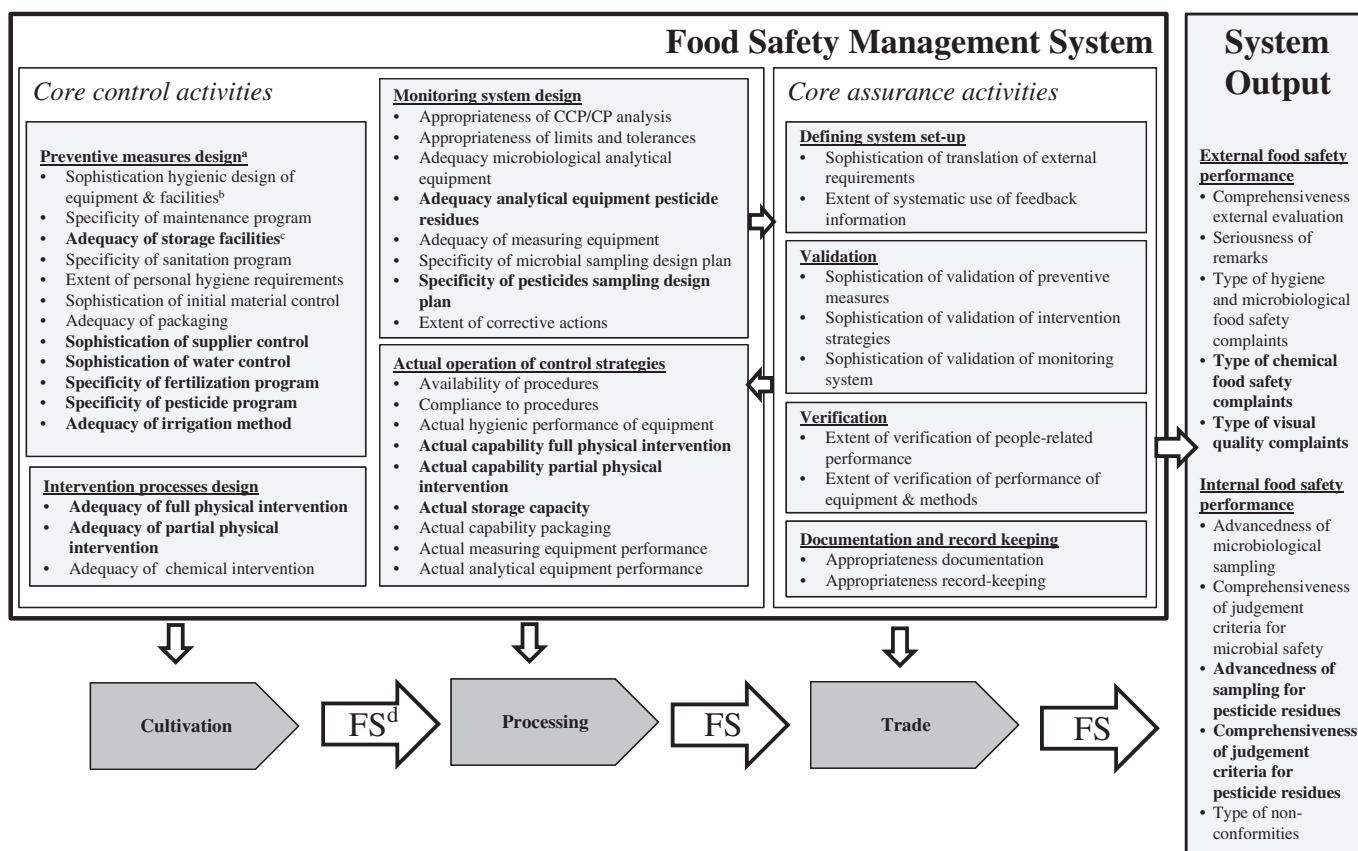 Food Safety Management System
Core control activities
Preventive measures designᵃ
• Sophistication hygienic design of
equipment & facilitiesᵇ
• Specificity of maintenance program
• Adequacy of storage facilitiesᶜ
• Specificity of sanitation program
• Extent of personal hygiene requirements
• Sophistication of initial material control
• Adequacy of packaging
• Sophistication of supplier control
• Sophistication of water control
• Specificity of fertilization program
• Specificity of pesticide program
• Adequacy of irrigation method
Intervention processes design
• Adequacy of full physical intervention
• Adequacy of partial physical
intervention
• Adequacy of chemical intervention
Monitoring system design
• Appropriateness of CCP/CP analysis
• Appropriateness of limits and tolerances
• Adequacy microbiological analytical
equipment
• Adequacy analytical equipment pesticide
residues
• Adequacy of measuring equipment
• Specificity of microbial sampling design plan
• Specificity of pesticides sampling design
plan
• Extent of corrective actions
Actual operation of control strategies
• Availability of procedures
• Compliance to procedures
• Actual hygienic performance of equipment
• Actual capability full physical intervention
• Actual capability partial physical
intervention
• Actual storage capacity
• Actual capability packaging
• Actual measuring equipment performance
• Actual analytical equipment performance
Core assurance activities
Defining system set-up
• Sophistication of translation of external
requirements
• Extent of systematic use of feedback
information
Validation
• Sophistication of validation of preventive
measures
• Sophistication of validation of intervention
strategies
• Sophistication of validation of monitoring
system
Verification
• Extent of verification of people-related
performance
• Extent of verification of performance of
equipment & methods
Documentation and record keeping
• Appropriateness documentation
• Appropriateness record-keeping
System
Output
External food safety
performance
• Comprehensiveness
external evaluation
• Seriousness of
remarks
• Type of hygiene
and microbiological
food safety
complaints
• Type of chemical
food safety
complaints
• Type of visual
quality complaints
Internal food safety
performance
• Advancedness of
microbiological
sampling
• Comprehensiveness
of judgement
criteria for
microbial safety
• Advancedness of
sampling for
pesticide residues
• Comprehensiveness
of judgement
criteria for
pesticide residues
• Type of non-
conformities
Cultivation
FSᵈ
Processing
FS
Trade
FS